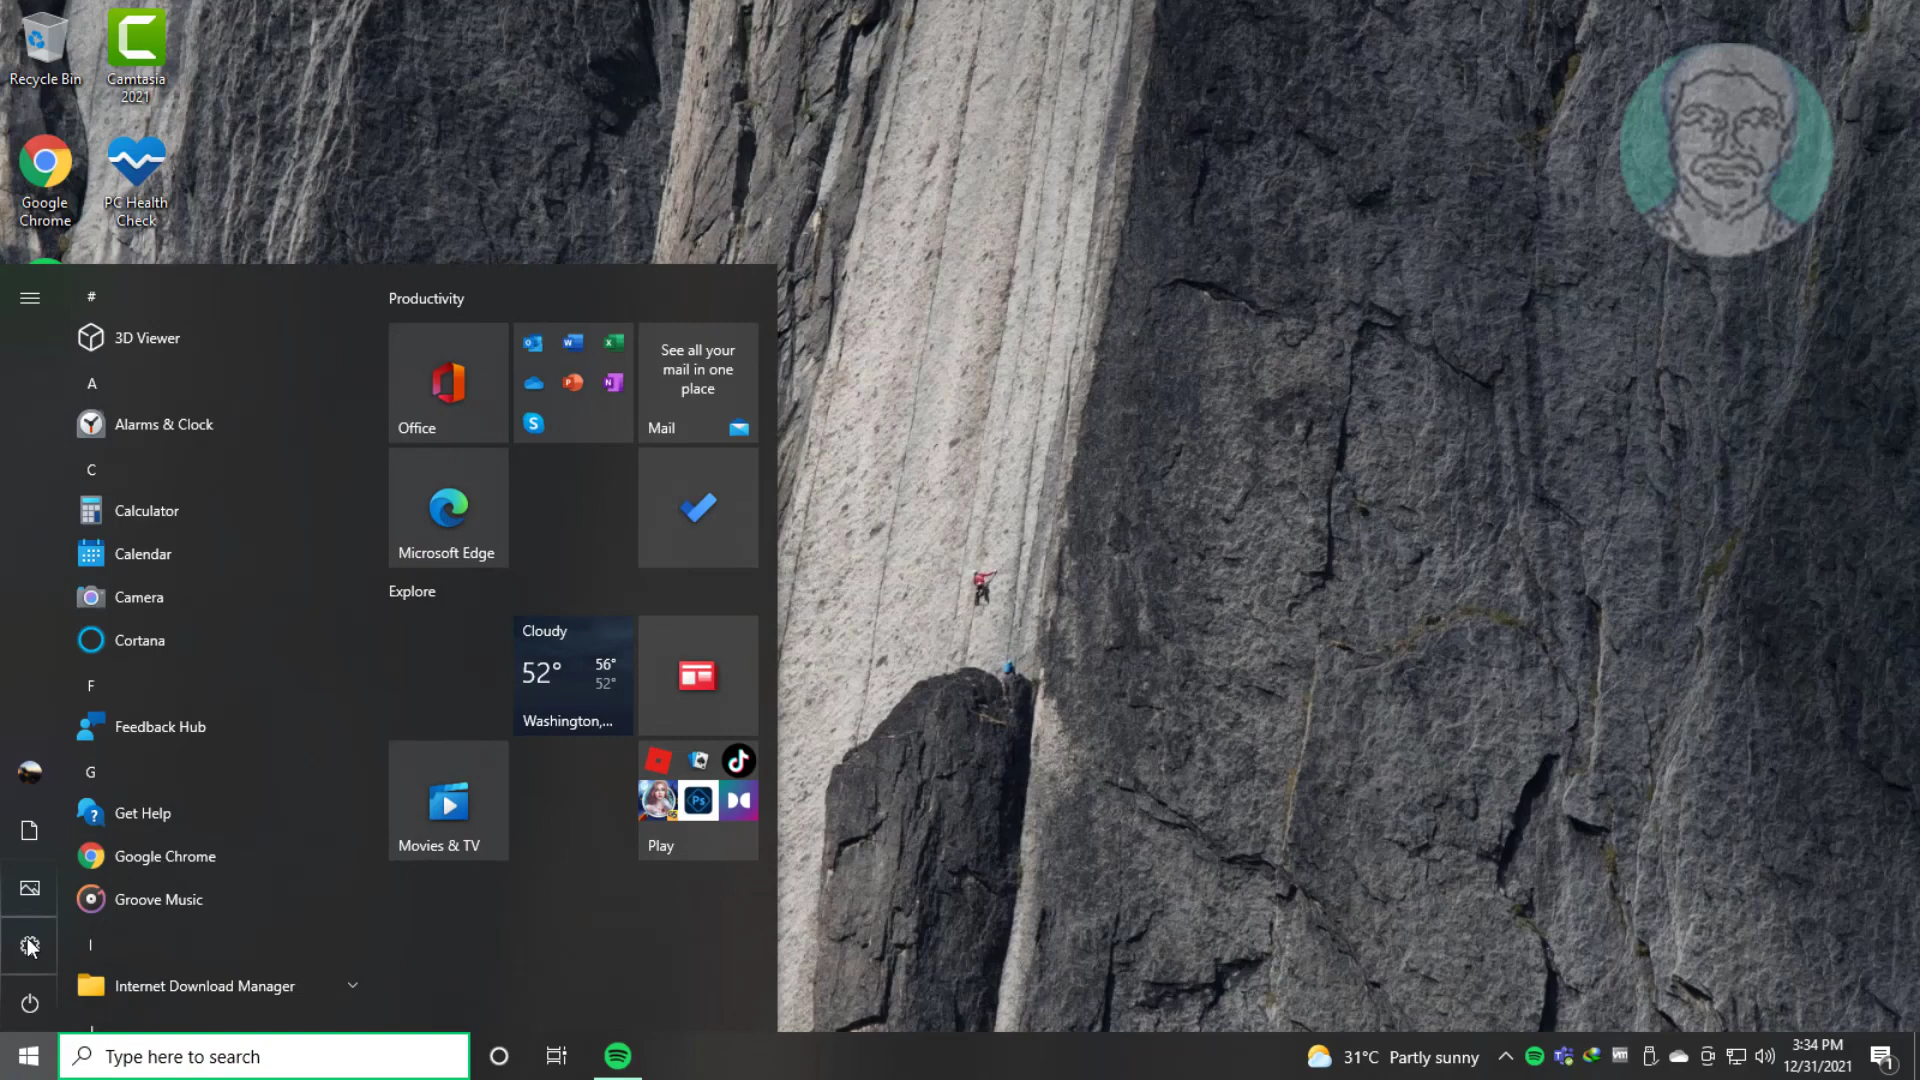 Recycle Bin
Camtasia
2021
Google
Chrome
PC Health
Check
#
3D Viewer
A
Alarms & Clock
C
Calculator
Calendar
Camera
Cortana
F
Feedback Hub
G
Get Help
Google Chrome
Groove Music
I
Internet Download Manager
Productivity
Office
See all your
mail in one
place
Mail
Microsoft Edge
Explore
Cloudy
52°
56°
52°
Washington,...
Movies & TV
Ps
Play
Type here to search
31°C Partly sunny
3:34 PM
12/31/2021
1